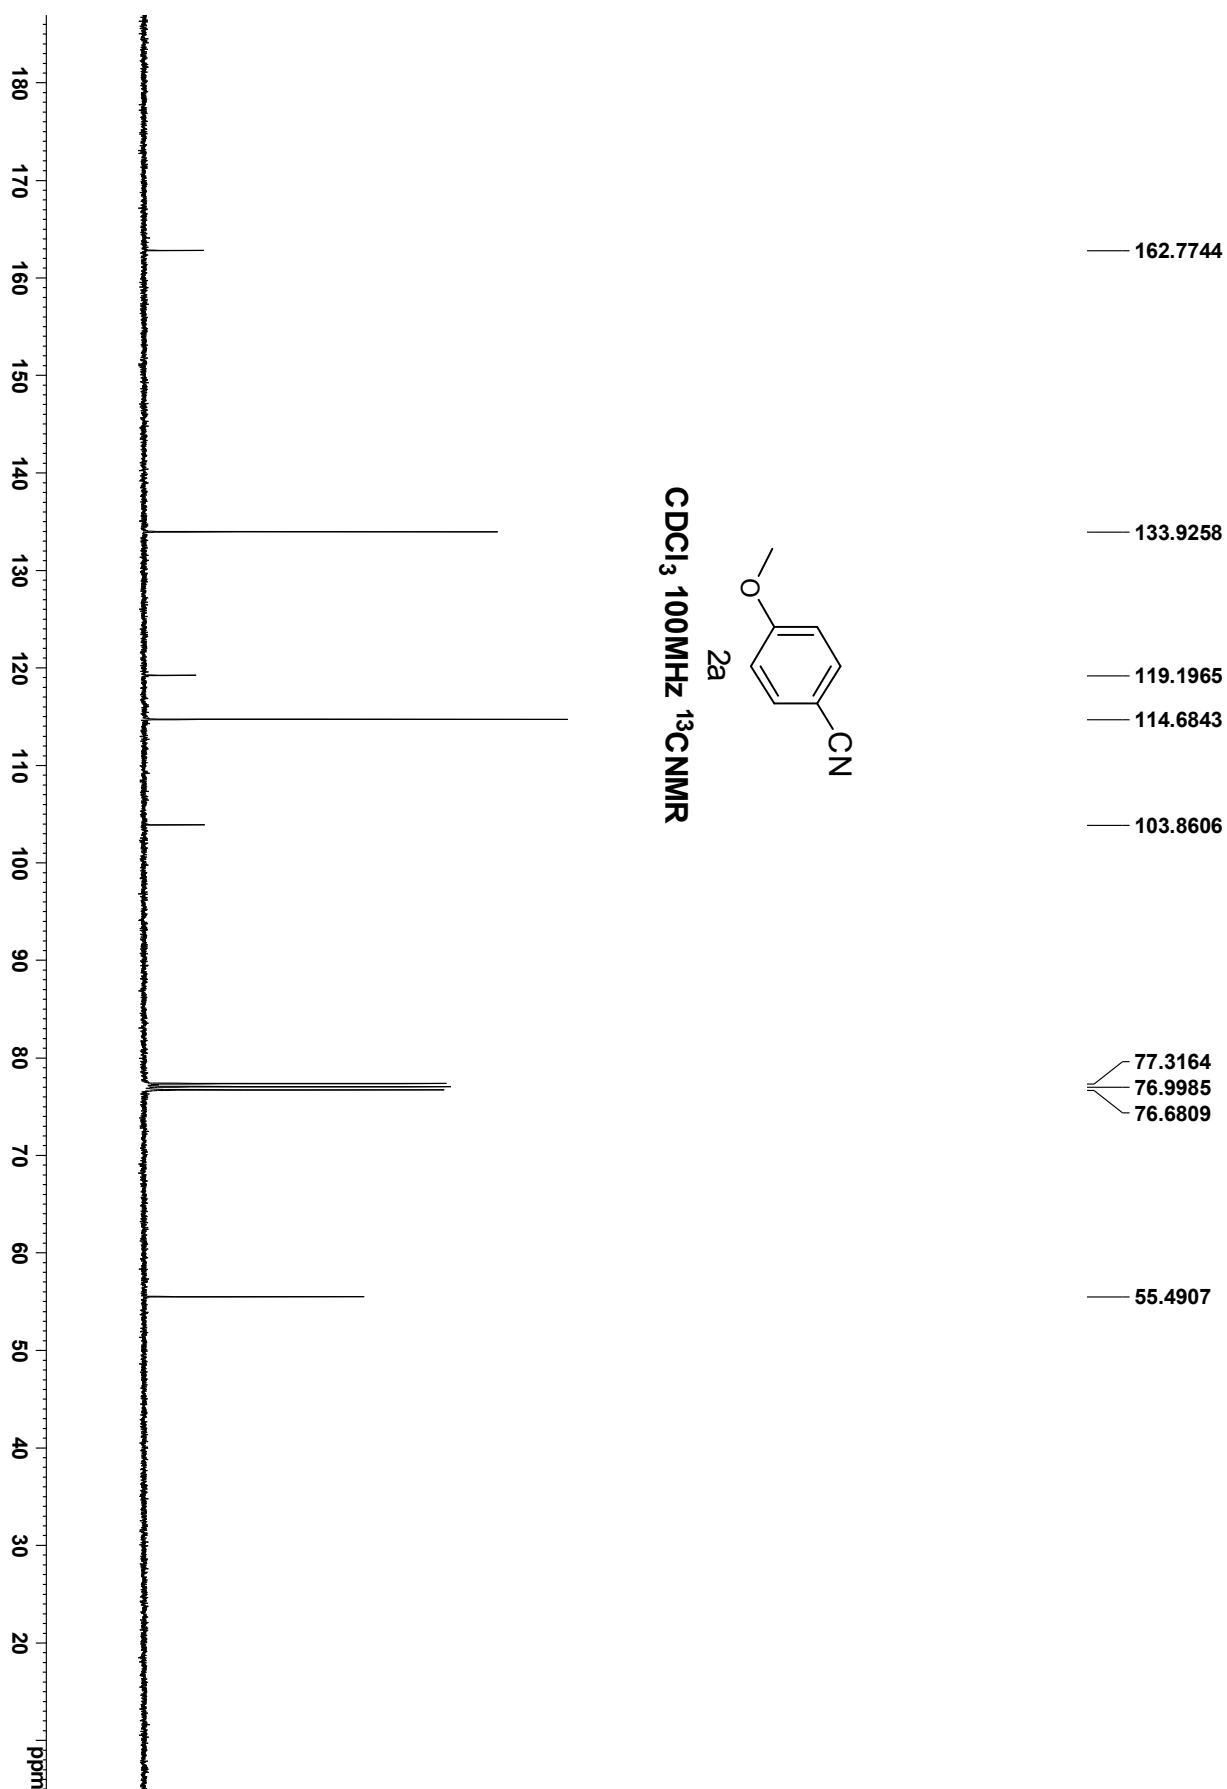 162.7744
133.9258
119.1965
114.6843
103.8606
77.3164
76.9985
76.6809
55.4907
O
CN
2a
CDCl₃ 100MHz ¹³CNMR
180 170 160 150 140 130 120 110 100 90 80 70 60 50 40 30 20 ppm